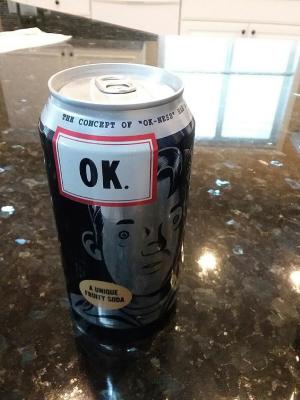 THE CONCEPT OF "OK-NESS"
OK.
A UNIQUE
FRUITY SODA